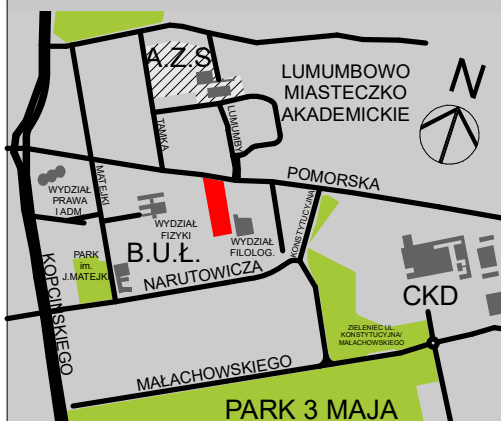 A.Z.S
LUMUMBOWO
MIASTECZKO
AKADEMICKIE
N
TAMKA
LUMUMBY
POMORSKA
MATEJKI
WYDZIAŁ
PRAWA
I ADM.
WYDZIAŁ
FIZYKI
WYDZIAŁ
FILOLOG.
KONSTYTUCYJNA
PARK
im.
J.MATEJKI
B.U.Ł.
NARUTOWICZA
KOPCIŃSKIEGO
CKD
ZIELENIEC UL.
KONSTYTUCYJNA/
MAŁACHOWSKIEGO
MAŁACHOWSKIEGO
PARK 3 MAJA